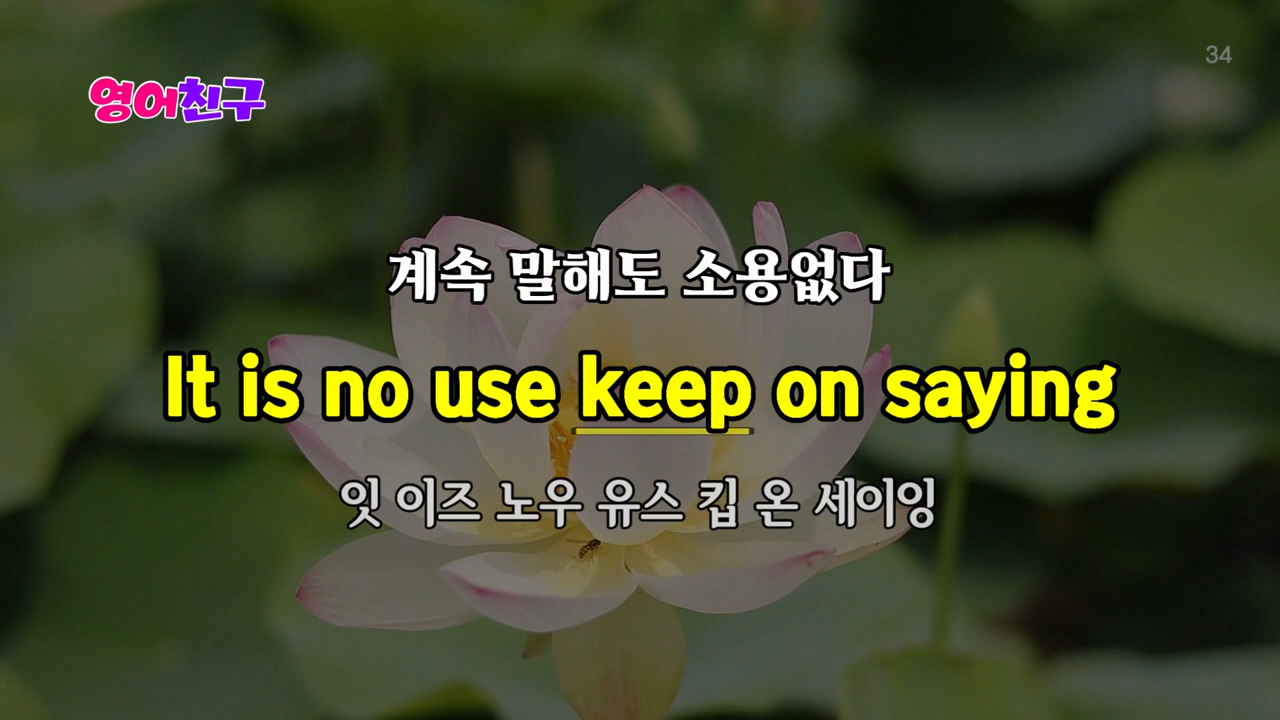 34
영어친구
계속 말해도 소용없다
It is no use keep on saying
잇 이즈 노우 유스 킵 온 세이잉